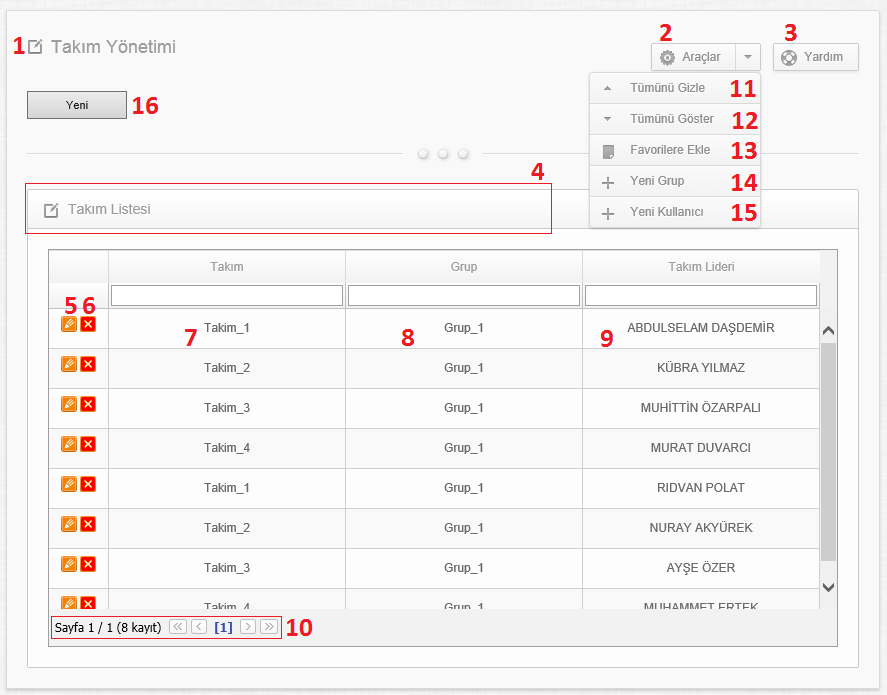 1 Takım Yönetimi
2
3
Araçlar
Yardım
Tümünü Gizle 11
Tümünü Göster 12
Favorilere Ekle 13
Yeni Grup 14
Yeni Kullanıcı 15
Yeni 16
4
Takım Listesi
Takım Grup Takım Lideri
5 6
7 Takim_1 8 Grup_1 9 ABDULSELAM DAŞDEMİR
Takim_2 Grup_1 KÜBRA YILMAZ
Takim_3 Grup_1 MUHİTTİN ÖZARPALI
Takim_4 Grup_1 MURAT DUVARCI
Takim_1 Grup_1 RIDVAN POLAT
Takim_2 Grup_1 NURAY AKYÜREK
Takim_3 Grup_1 AYŞE ÖZER
Takim_4 Grup_1 MUHAMMET ERTEK
Sayfa 1 / 1 (8 kayıt) [1] 10